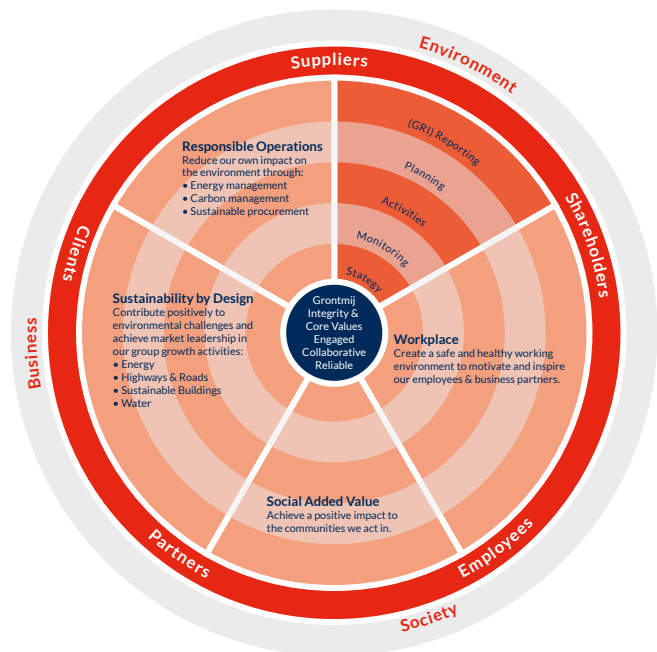 Environment
Suppliers
Responsible Operations
Reduce our own impact on
the environment through:
• Energy management
• Carbon management
• Sustainable procurement
(GRI) Reporting
Planning
Activities
Monitoring
Stategy
Shareholders
Clients
Sustainability by Design
Contribute positively to
environmental challenges and
achieve market leadership in
our group growth activities:
• Energy
• Highways & Roads
• Sustainable Buildings
• Water
Grontmij
Integrity &
Core Values
Engaged
Collaborative
Reliable
Workplace
Create a safe and healthy working
environment to motivate and inspire
our employees & business partners.
Business
Social Added Value
Achieve a positive impact to
the communities we act in.
Partners
Employees
Society